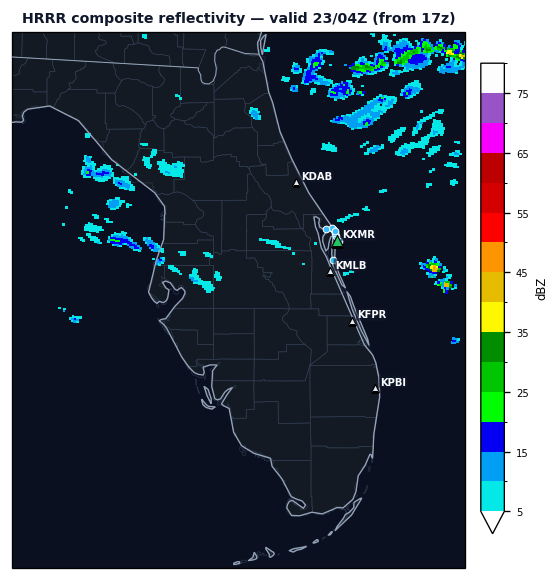 HRRR composite reflectivity — valid 23/04Z (from 17z)
KDAB
KXMR
KMLB
KFPR
KPBI
75
65
55
45
35
25
15
5
dBZ